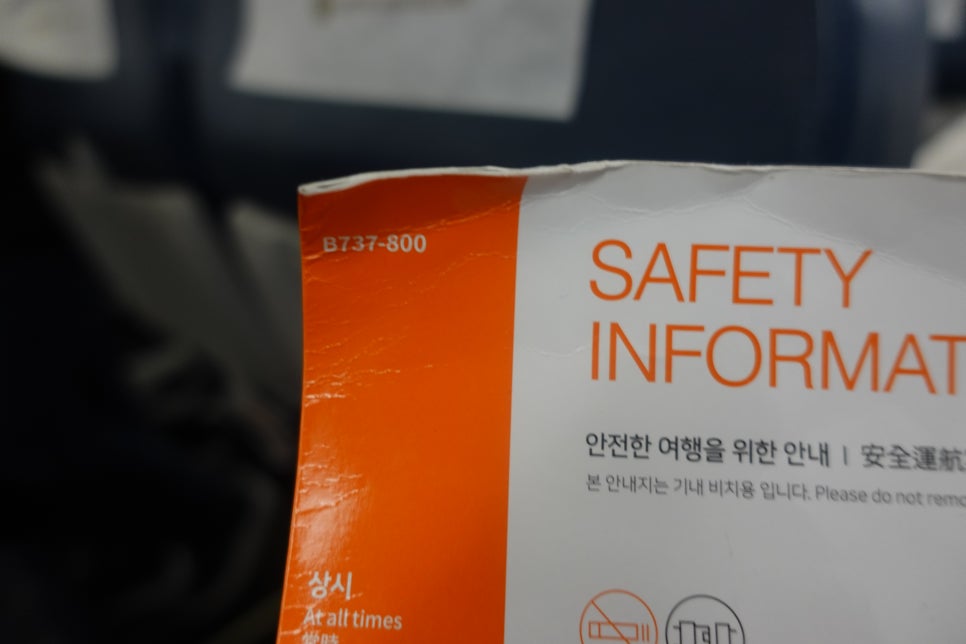 B737-800
SAFETY
INFORMAT
안전한 여행을 위한 안내 | 安全運航
본 안내지는 기내 비치용 입니다. Please do not remo
상시
At all times
常時